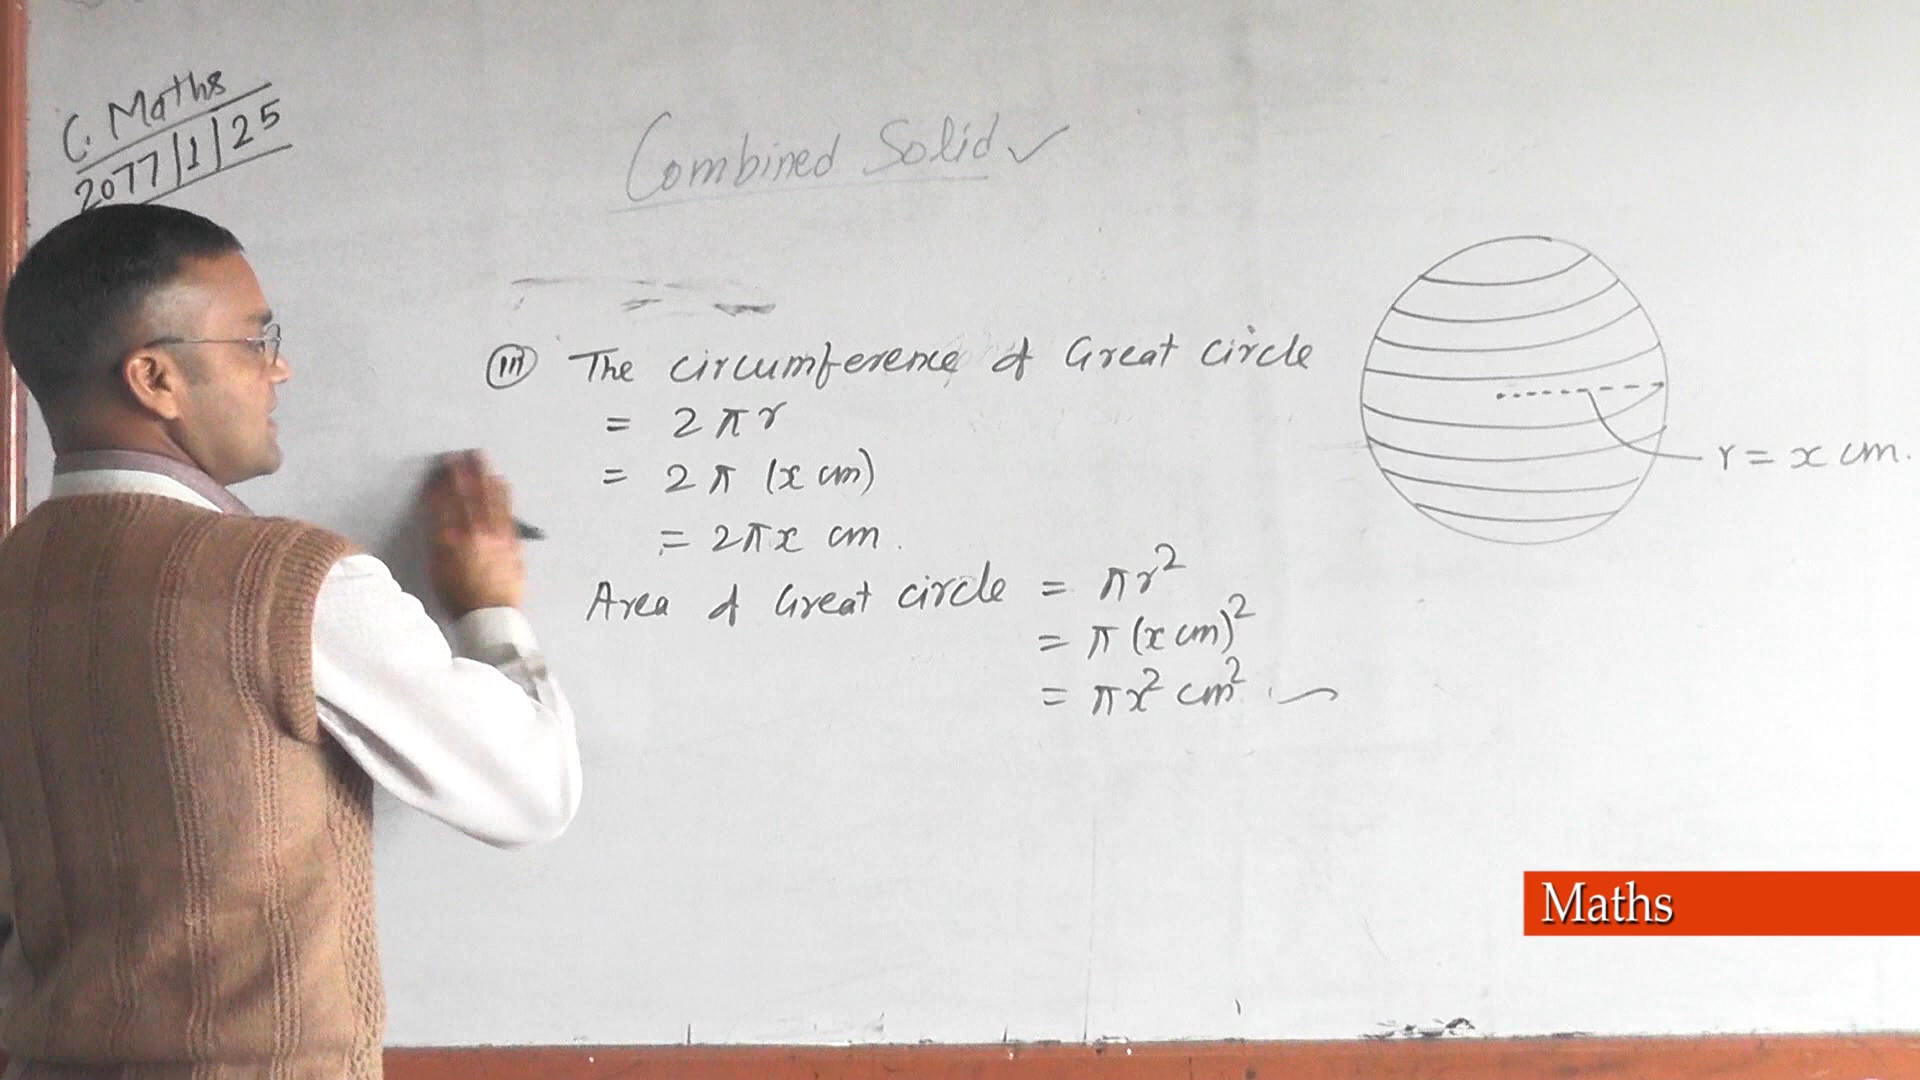 C. Maths
2077/1/25
Combined Solid ✓
(iii) The circumference of Great circle
= 2πr
= 2π (x cm)
= 2πx cm.
Area of Great circle = πr²
= π (x cm)²
= πx² cm².
r = x cm.
Maths